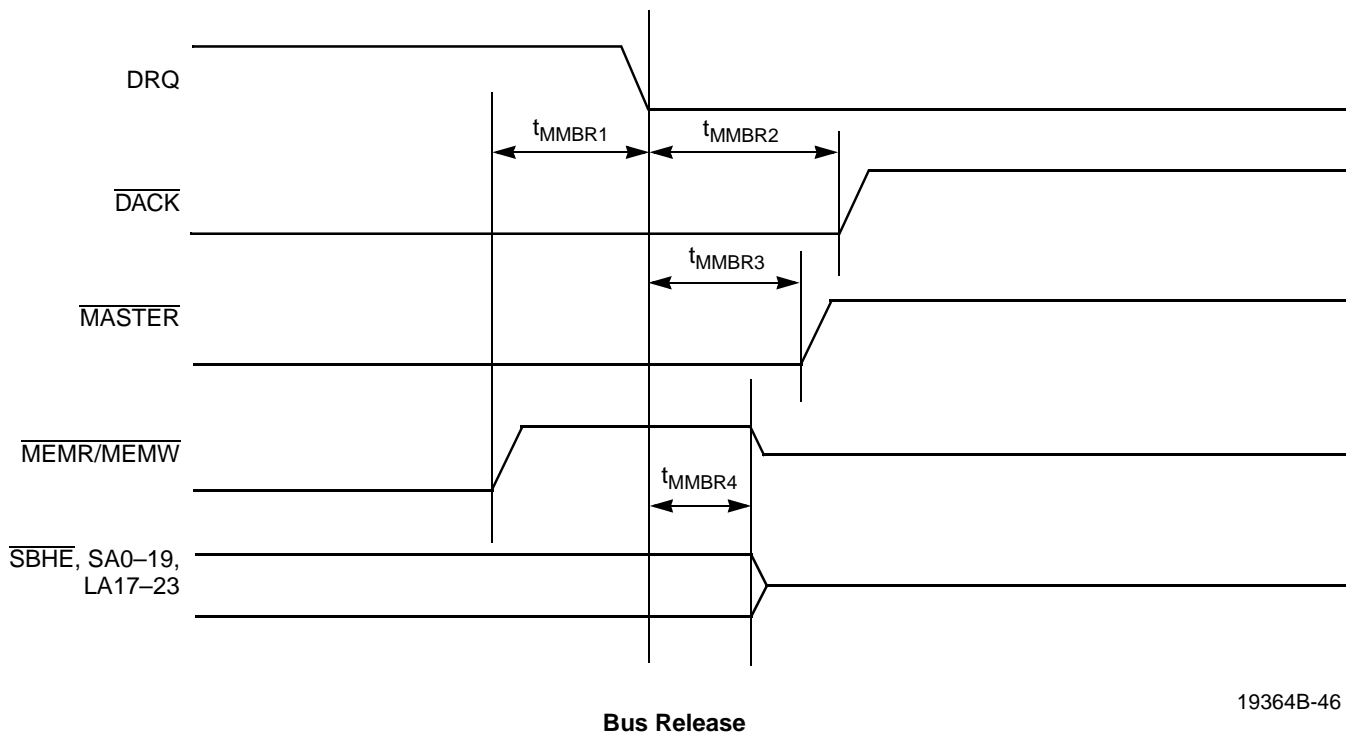 DRQ
tMMBR1
tMMBR2
DACK
tMMBR3
MASTER
MEMR/MEMW
tMMBR4
SBHE, SA0–19,
LA17–23
19364B-46
Bus Release